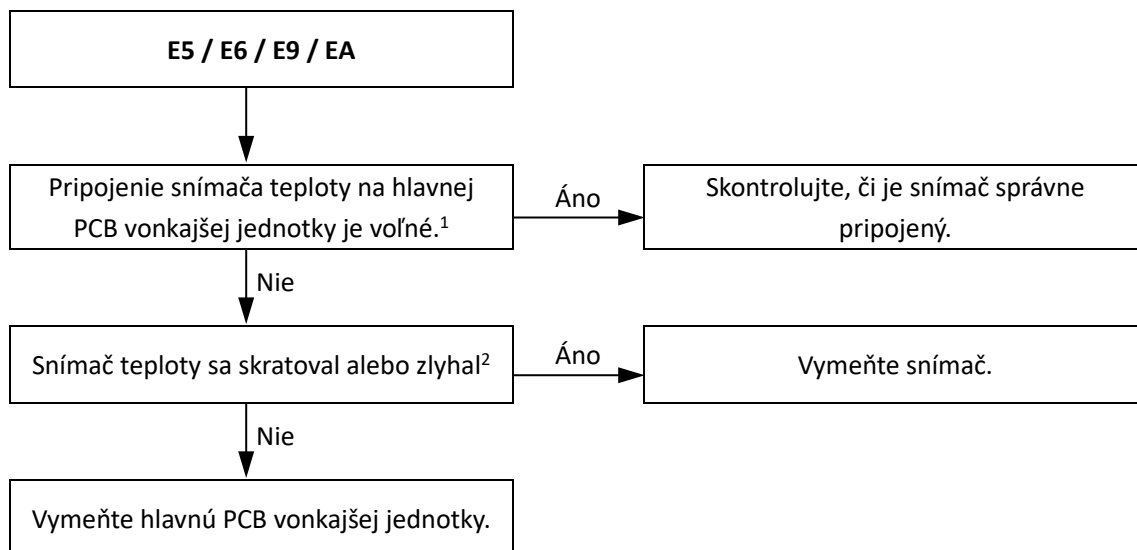 E5 / E6 / E9 / EA
Pripojenie snímača teploty na hlavnej
PCB vonkajšej jednotky je voľné.¹
Áno
Skontrolujte, či je snímač správne
pripojený.
Nie
Snímač teploty sa skratoval alebo zlyhal²
Áno
Vymeňte snímač.
Nie
Vymeňte hlavnú PCB vonkajšej jednotky.